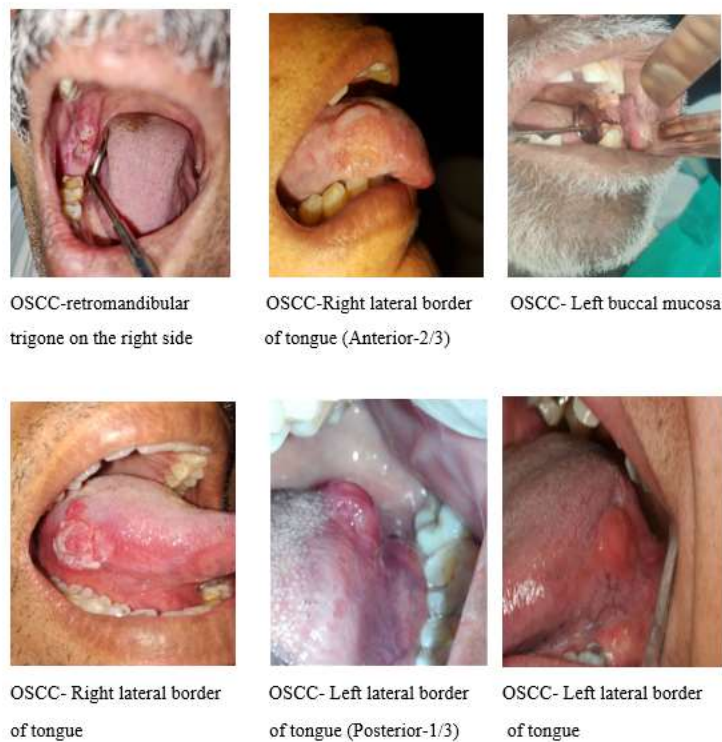 OSCC-retromandibular
trigone on the right side
OSCC-Right lateral border
of tongue (Anterior-2/3)
OSCC- Left buccal mucosa
OSCC- Right lateral border
of tongue
OSCC- Left lateral border
of tongue (Posterior-1/3)
OSCC- Left lateral border
of tongue